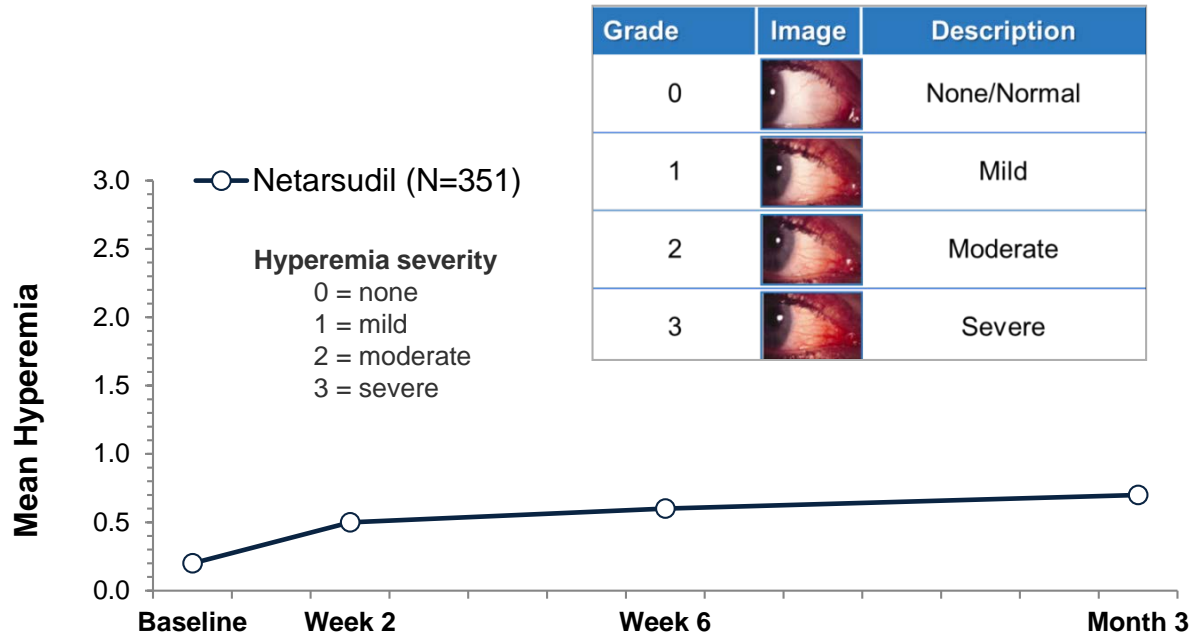 Grade Image Description
0 None/Normal
1 Mild
2 Moderate
3 Severe
Netarsudil (N=351)
Hyperemia severity
0 = none
1 = mild
2 = moderate
3 = severe
Mean Hyperemia
3.0
2.5
2.0
1.5
1.0
0.5
0.0
Baseline Week 2 Week 6 Month 3